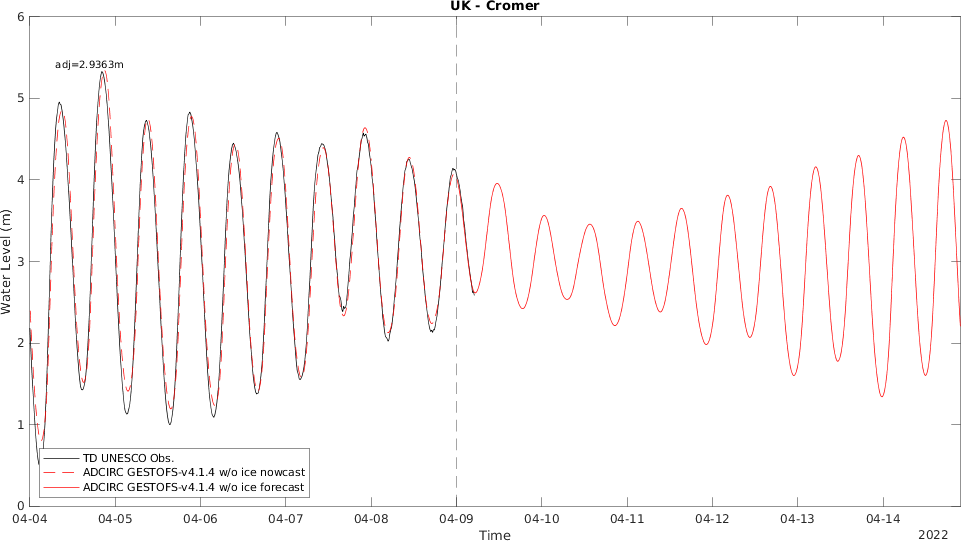 UK - Cromer
adj=2.9363m
6
5
4
3
2
1
0
Water Level (m)
TD UNESCO Obs.
ADCIRC GESTOFS-v4.1.4 w/o ice nowcast
ADCIRC GESTOFS-v4.1.4 w/o ice forecast
04-04 04-05 04-06 04-07 04-08 04-09 04-10 04-11 04-12 04-13 04-14
Time
2022